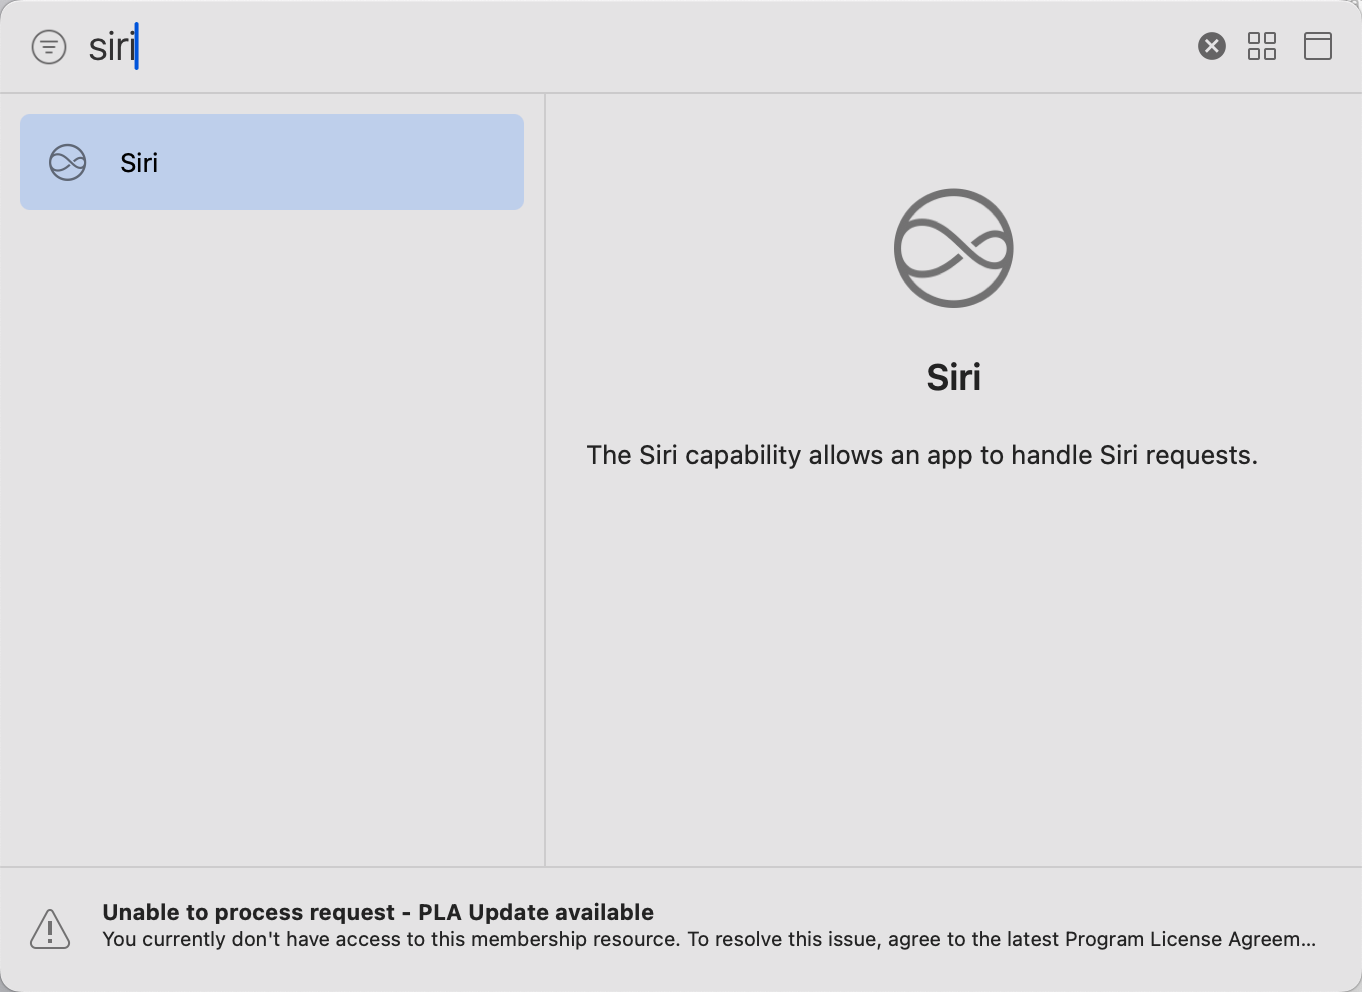 siri
Siri
Siri
The Siri capability allows an app to handle Siri requests.
Unable to process request - PLA Update available
You currently don't have access to this membership resource. To resolve this issue, agree to the latest Program License Agreem...